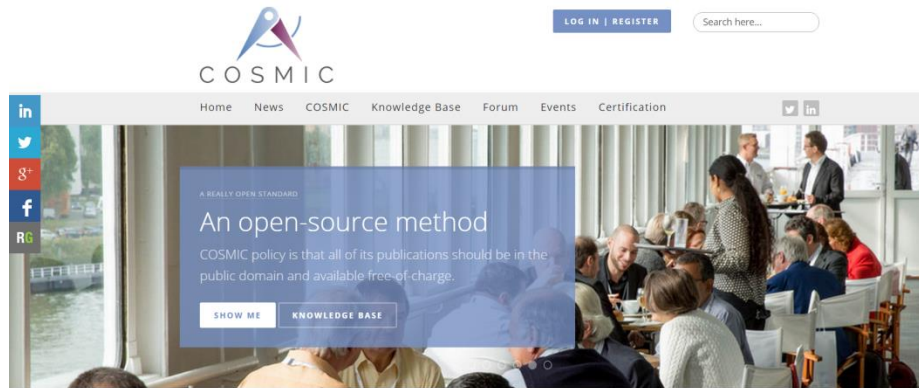 LOG IN | REGISTER
Search here...
COSMIC
Home News COSMIC Knowledge Base Forum Events Certification
in
in
g+
f
RG
A REALLY OPEN STANDARD
An open-source method
COSMIC policy is that all of its publications should be in the
public domain and available free-of-charge.
SHOW ME KNOWLEDGE BASE